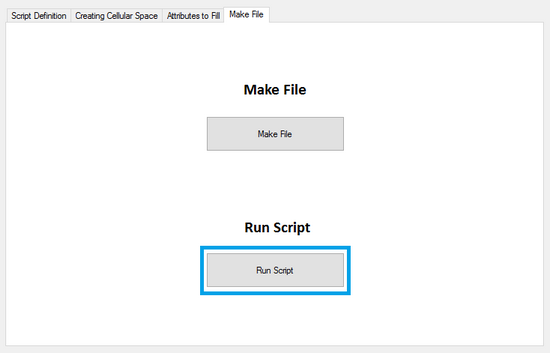 Script Definition Creating Cellular Space Attributes to Fill Make File
Make File
Make File
Run Script
Run Script